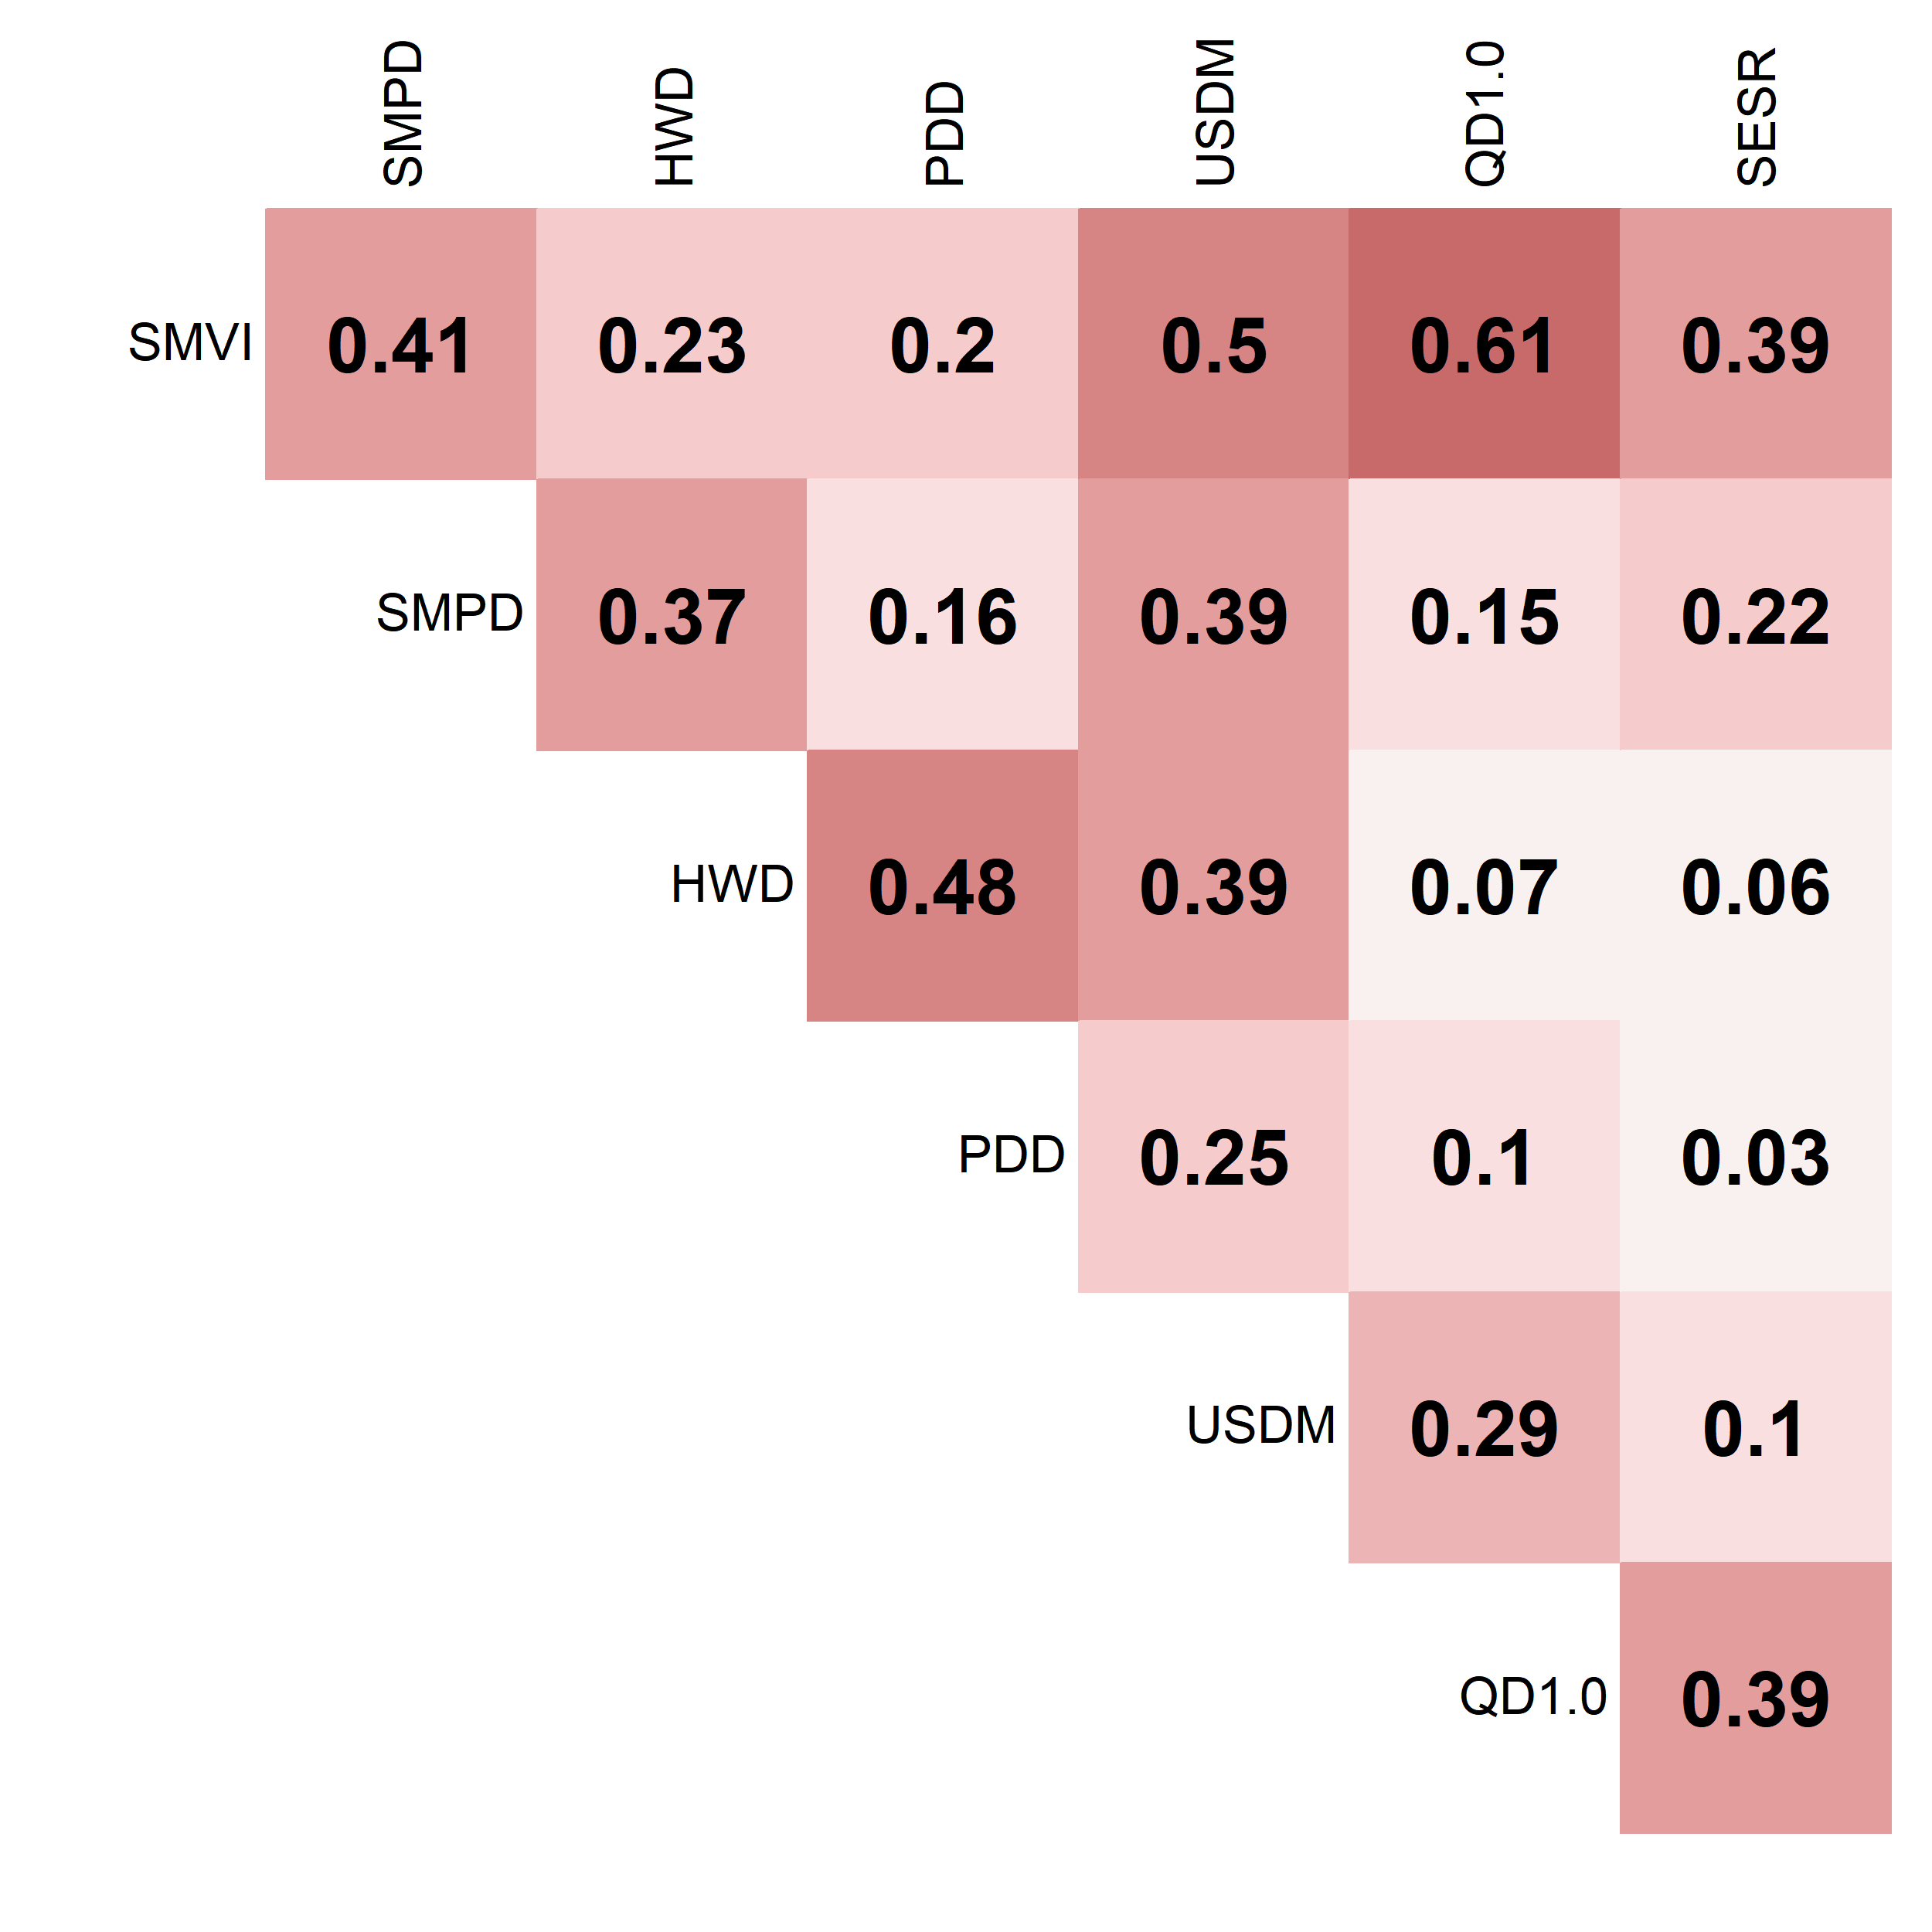 SMPD HWD PDD USDM QD1.0 SESR
SMVI 0.41 0.23 0.2 0.5 0.61 0.39
SMPD 0.37 0.16 0.39 0.15 0.22
HWD 0.48 0.39 0.07 0.06
PDD 0.25 0.1 0.03
USDM 0.29 0.1
QD1.0 0.39